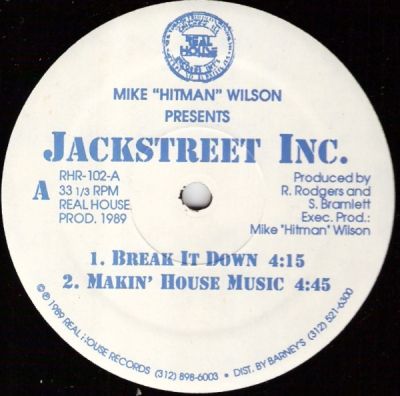 REAL
HOUSE
MIKE "HITMAN" WILSON
PRESENTS
JACKSTREET INC.
RHR-102-A
A
33 1/3 RPM
REAL HOUSE
PROD. 1989
Produced by
R. Rodgers and
S. Bramlett
Exec. Prod.:
Mike "Hitman" Wilson
1. BREAK IT DOWN 4:15
2. MAKIN' HOUSE MUSIC 4:45
© ℗ 1989 REAL HOUSE RECORDS (312) 898-6003 • DIST. BY BARNEY'S (312) 521-6300